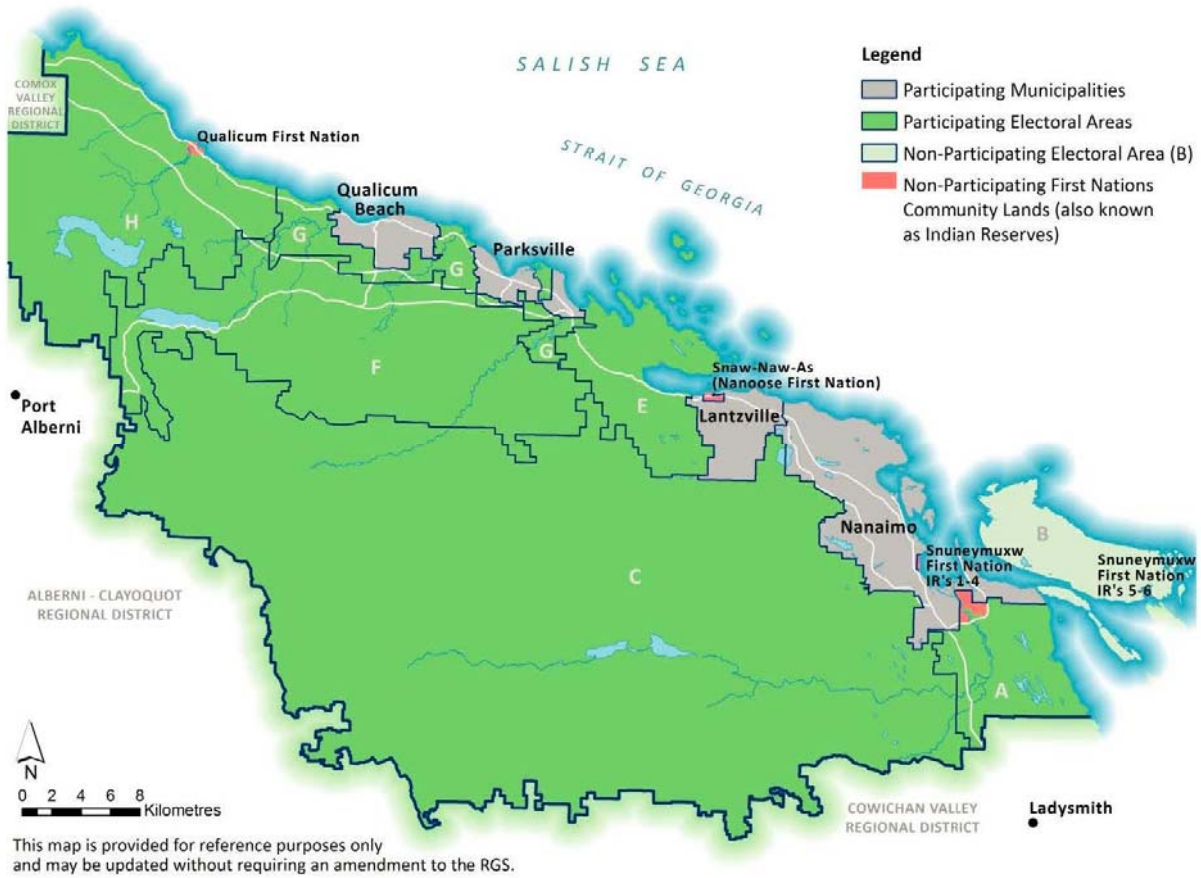 SALISH SEA
STRAIT OF GEORGIA
Legend
Participating Municipalities
Participating Electoral Areas
Non-Participating Electoral Area (B)
Non-Participating First Nations
Community Lands (also known
as Indian Reserves)
COMOX
VALLEY
REGIONAL
DISTRICT
Qualicum First Nation
Qualicum
Beach
H
G
G
Parksville
G
F
E
Snaw-Naw-As
(Nanoose First Nation)
Lantzville
Port
Alberni
Nanaimo
B
Snuneymuxw
First Nation
IR's 1-4
Snuneymuxw
First Nation
IR's 5-6
C
A
ALBERNI - CLAYOQUOT
REGIONAL DISTRICT
N
0 2 4 6 8
Kilometres
COWICHAN VALLEY
REGIONAL DISTRICT
Ladysmith
This map is provided for reference purposes only
and may be updated without requiring an amendment to the RGS.